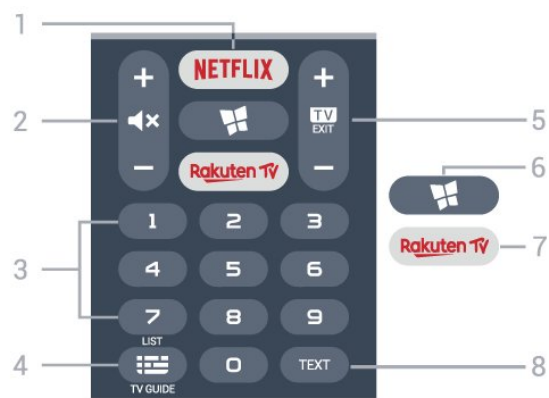 1
NETFLIX
+ +
2
TV
EXIT
5
- -
Rakuten TV
6
1 2 3
Rakuten TV
7
3
4 5 6
7 8 9
LIST
4
0 TEXT
8
TV GUIDE